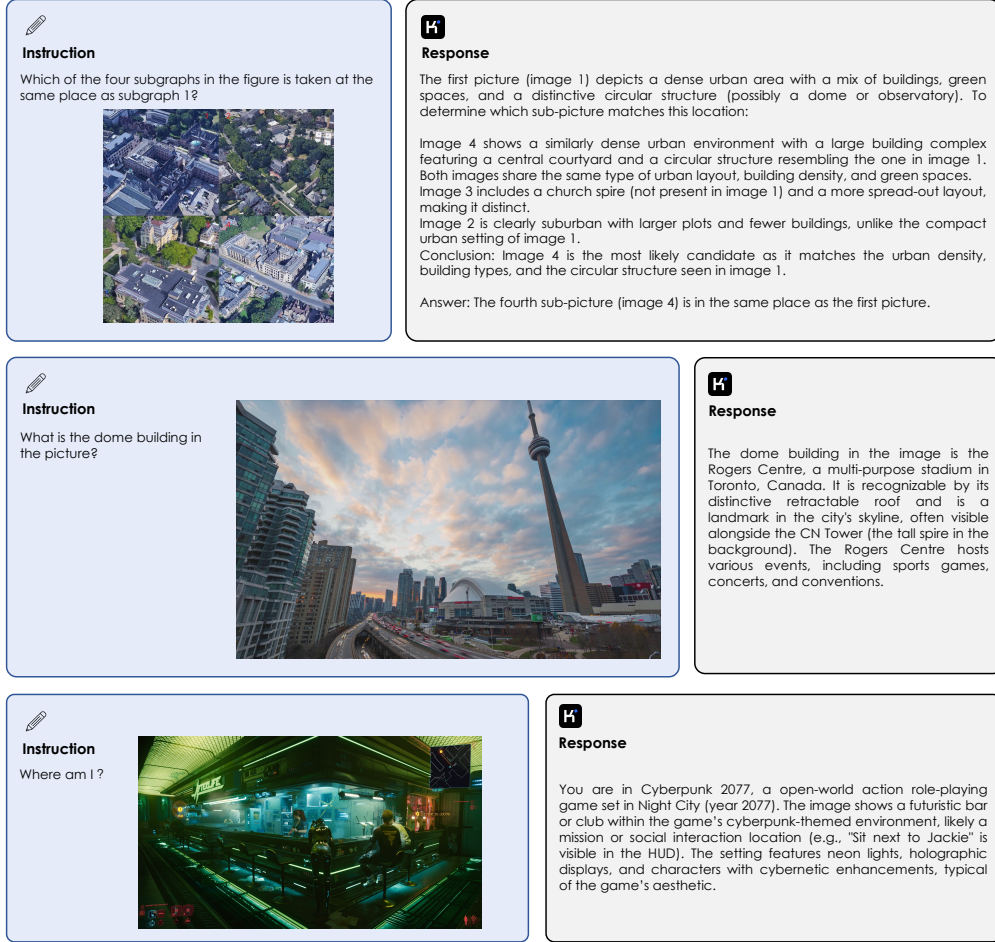 Instruction
Which of the four subgraphs in the figure is taken at the
same place as subgraph 1?
Response
The first picture (image 1) depicts a dense urban area with a mix of buildings, green
spaces, and a distinctive circular structure (possibly a dome or observatory). To
determine which sub-picture matches this location:
Image 4 shows a similarly dense urban environment with a large building complex
featuring a central courtyard and a circular structure resembling the one in image 1.
Both images share the same type of urban layout, building density, and green spaces.
Image 3 includes a church spire (not present in image 1) and a more spread-out layout,
making it distinct.
Image 2 is clearly suburban with larger plots and fewer buildings, unlike the compact
urban setting of image 1.
Conclusion: Image 4 is the most likely candidate as it matches the urban density,
building types, and the circular structure seen in image 1.
Answer: The fourth sub-picture (image 4) is in the same place as the first picture.
Instruction
What is the dome building in
the picture?
Response
The dome building in the image is the
Rogers Centre, a multi-purpose stadium in
Toronto, Canada. It is recognizable by its
distinctive retractable roof and is a
landmark in the city's skyline, often visible
alongside the CN Tower (the tall spire in the
background). The Rogers Centre hosts
various events, including sports games,
concerts, and conventions.
Instruction
Where am I ?
Response
You are in Cyberpunk 2077, a open-world action role-playing
game set in Night City (year 2077). The image shows a futuristic bar
or club within the game's cyberpunk-themed environment, likely a
mission or social interaction location (e.g., "Sit next to Jackie" is
visible in the HUD). The setting features neon lights, holographic
displays, and characters with cybernetic enhancements, typical
of the game's aesthetic.